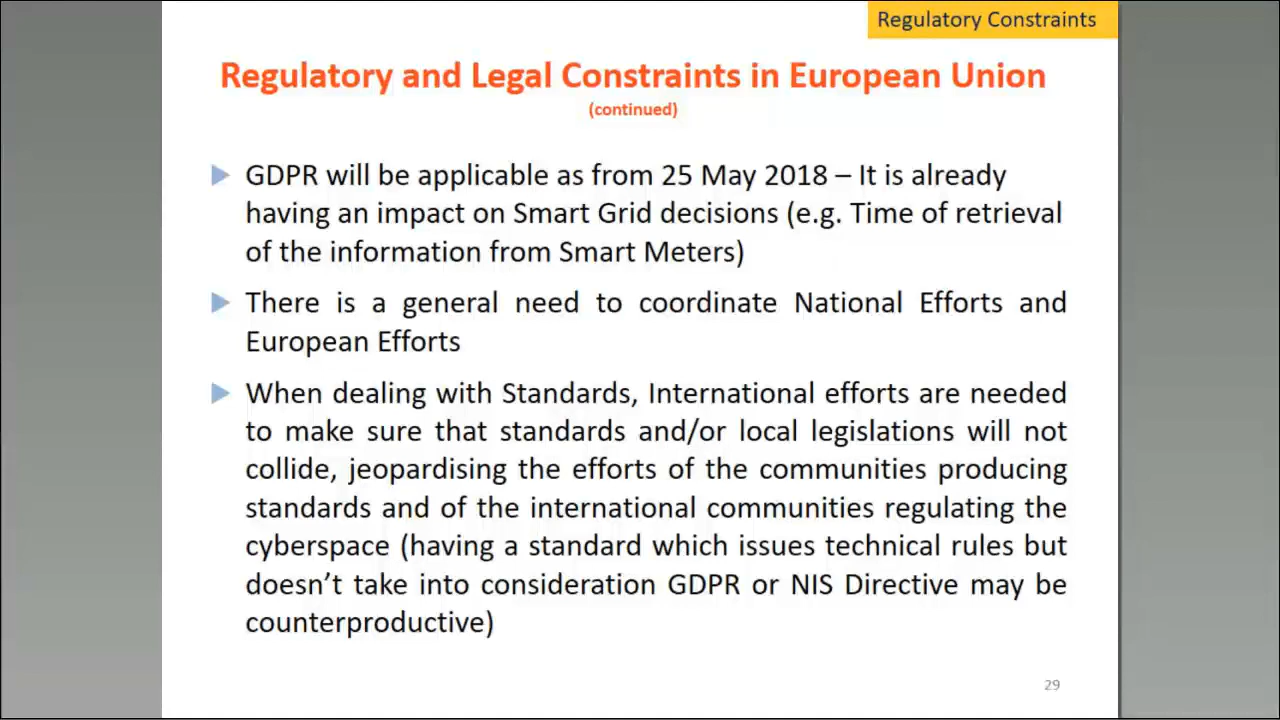 Regulatory Constraints
Regulatory and Legal Constraints in European Union
(continued)
GDPR will be applicable as from 25 May 2018 – It is already
having an impact on Smart Grid decisions (e.g. Time of retrieval
of the information from Smart Meters)
There is a general need to coordinate National Efforts and
European Efforts
When dealing with Standards, International efforts are needed
to make sure that standards and/or local legislations will not
collide, jeopardising the efforts of the communities producing
standards and of the international communities regulating the
cyberspace (having a standard which issues technical rules but
doesn’t take into consideration GDPR or NIS Directive may be
counterproductive)
29